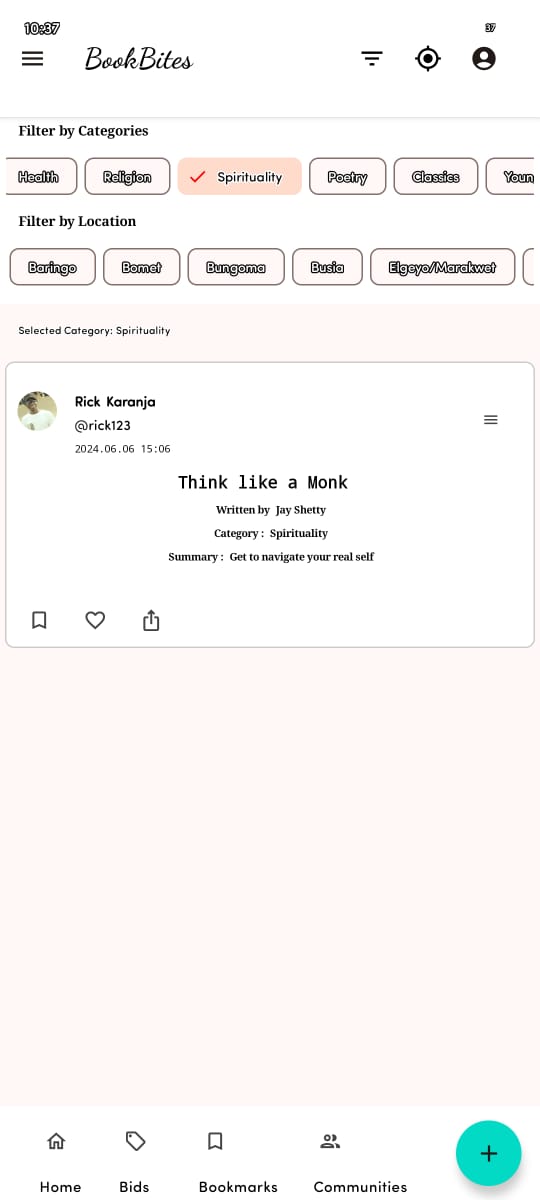 10:37
37
BookBites
Filter by Categories
Health Religion Spirituality Poetry Classics Youn
Filter by Location
Baringo Bomet Bungoma Busia Elgeyo/Marakwet
Selected Category: Spirituality
Rick Karanja
@rick123
2024.06.06 15:06
Think like a Monk
Written by Jay Shetty
Category : Spirituality
Summary : Get to navigate your real self
Home Bids Bookmarks Communities